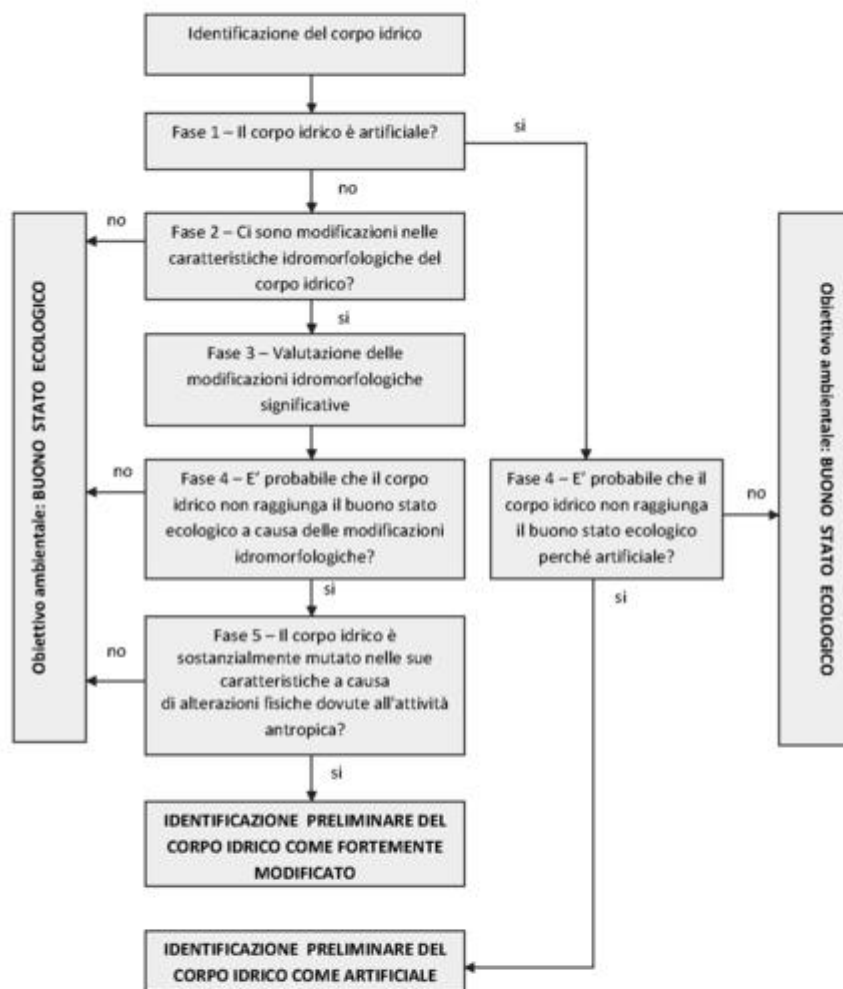 Identificazione del corpo idrico
Fase 1 – Il corpo idrico è artificiale?
si
no
no
Fase 2 – Ci sono modificazioni nelle
caratteristiche idromorfologiche del
corpo idrico?
si
Fase 3 – Valutazione delle
modificazioni idromorfologiche
significative
no
Fase 4 – E’ probabile che il corpo
idrico non raggiunga il buono stato
ecologico a causa delle modificazioni
idromorfologiche?
si
Fase 4 – E’ probabile che il
corpo idrico non raggiunga
il buono stato ecologico
perché artificiale?
no
si
no
Fase 5 – Il corpo idrico è
sostanzialmente mutato nelle sue
caratteristiche a causa
di alterazioni fisiche dovute all'attività
antropica?
si
Obiettivo ambientale: BUONO STATO ECOLOGICO
Obiettivo ambientale: BUONO STATO ECOLOGICO
IDENTIFICAZIONE PRELIMINARE DEL
CORPO IDRICO COME FORTEMENTE
MODIFICATO
IDENTIFICAZIONE PRELIMINARE DEL
CORPO IDRICO COME ARTIFICIALE